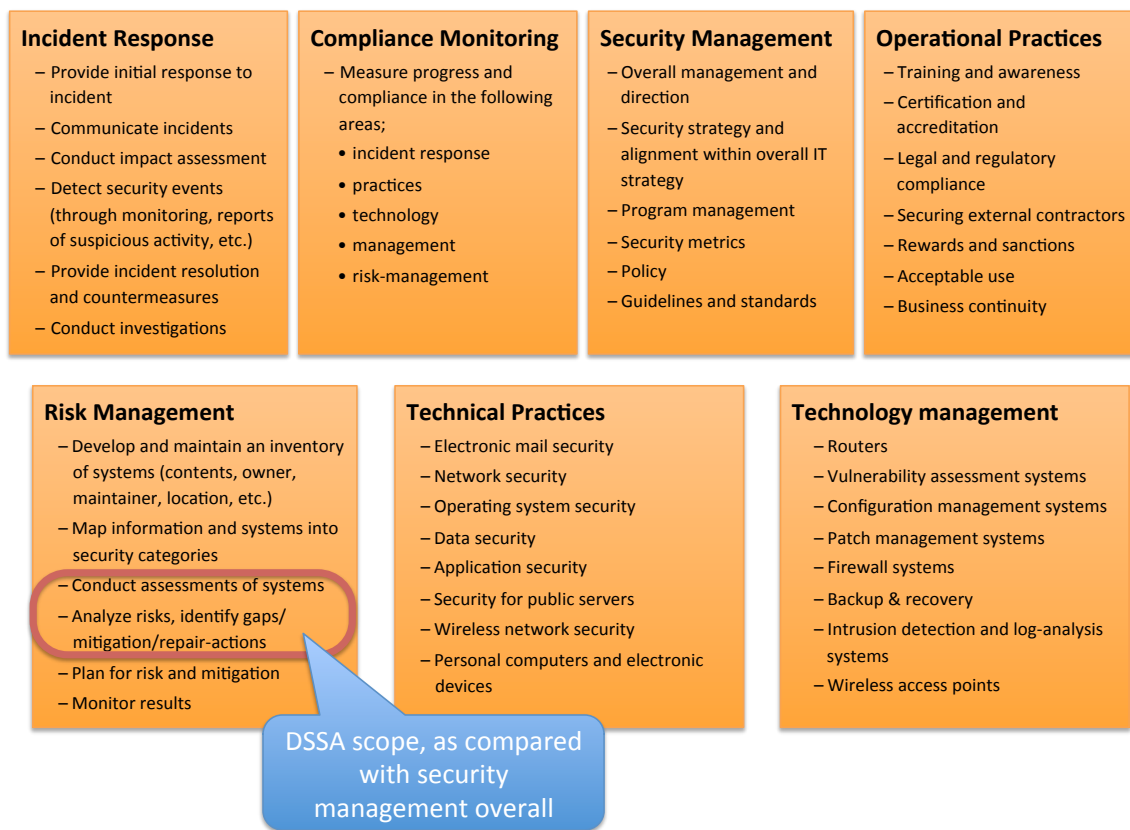 Incident Response
– Provide initial response to
incident
– Communicate incidents
– Conduct impact assessment
– Detect security events
(through monitoring, reports
of suspicious activity, etc.)
– Provide incident resolution
and countermeasures
– Conduct investigations
Compliance Monitoring
– Measure progress and
compliance in the following
areas;
• incident response
• practices
• technology
• management
• risk-management
Security Management
– Overall management and
direction
– Security strategy and
alignment within overall IT
strategy
– Program management
– Security metrics
– Policy
– Guidelines and standards
Operational Practices
– Training and awareness
– Certification and
accreditation
– Legal and regulatory
compliance
– Securing external contractors
– Rewards and sanctions
– Acceptable use
– Business continuity
Risk Management
– Develop and maintain an inventory
of systems (contents, owner,
maintainer, location, etc.)
– Map information and systems into
security categories
– Conduct assessments of systems
– Analyze risks, identify gaps/
mitigation/repair-actions
– Plan for risk and mitigation
– Monitor results
Technical Practices
– Electronic mail security
– Network security
– Operating system security
– Data security
– Application security
– Security for public servers
– Wireless network security
– Personal computers and electronic
devices
Technology management
– Routers
– Vulnerability assessment systems
– Configuration management systems
– Patch management systems
– Firewall systems
– Backup & recovery
– Intrusion detection and log-analysis
systems
– Wireless access points
DSSA scope, as compared
with security
management overall